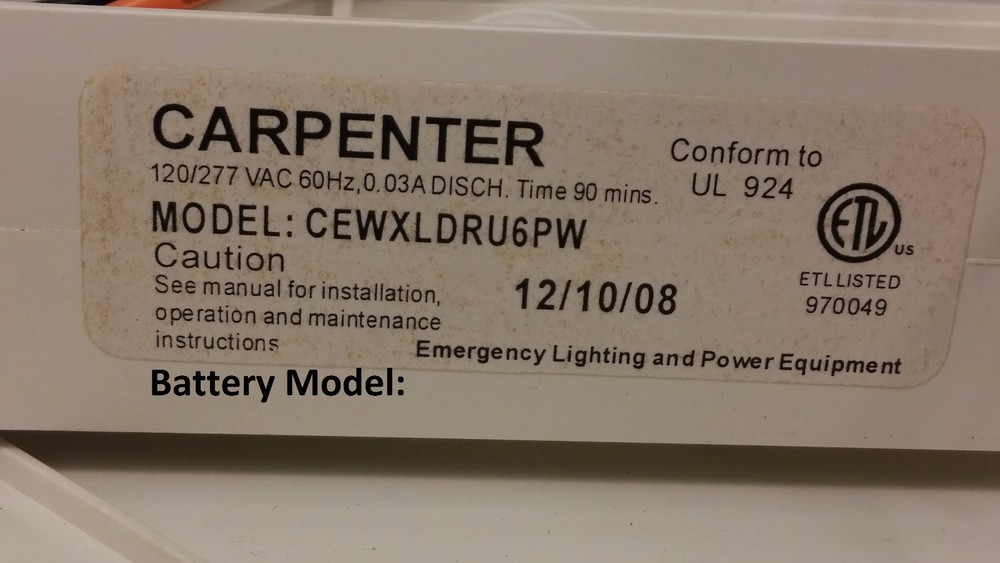 CARPENTER
120/277 VAC 60Hz,0.03A DISCH. Time 90 mins.
MODEL: CEWXLDRU6PW
Caution
See manual for installation,
operation and maintenance
instructions
12/10/08
Conform to
UL 924
ETL
US
ETL LISTED
970049
Emergency Lighting and Power Equipment
Battery Model: